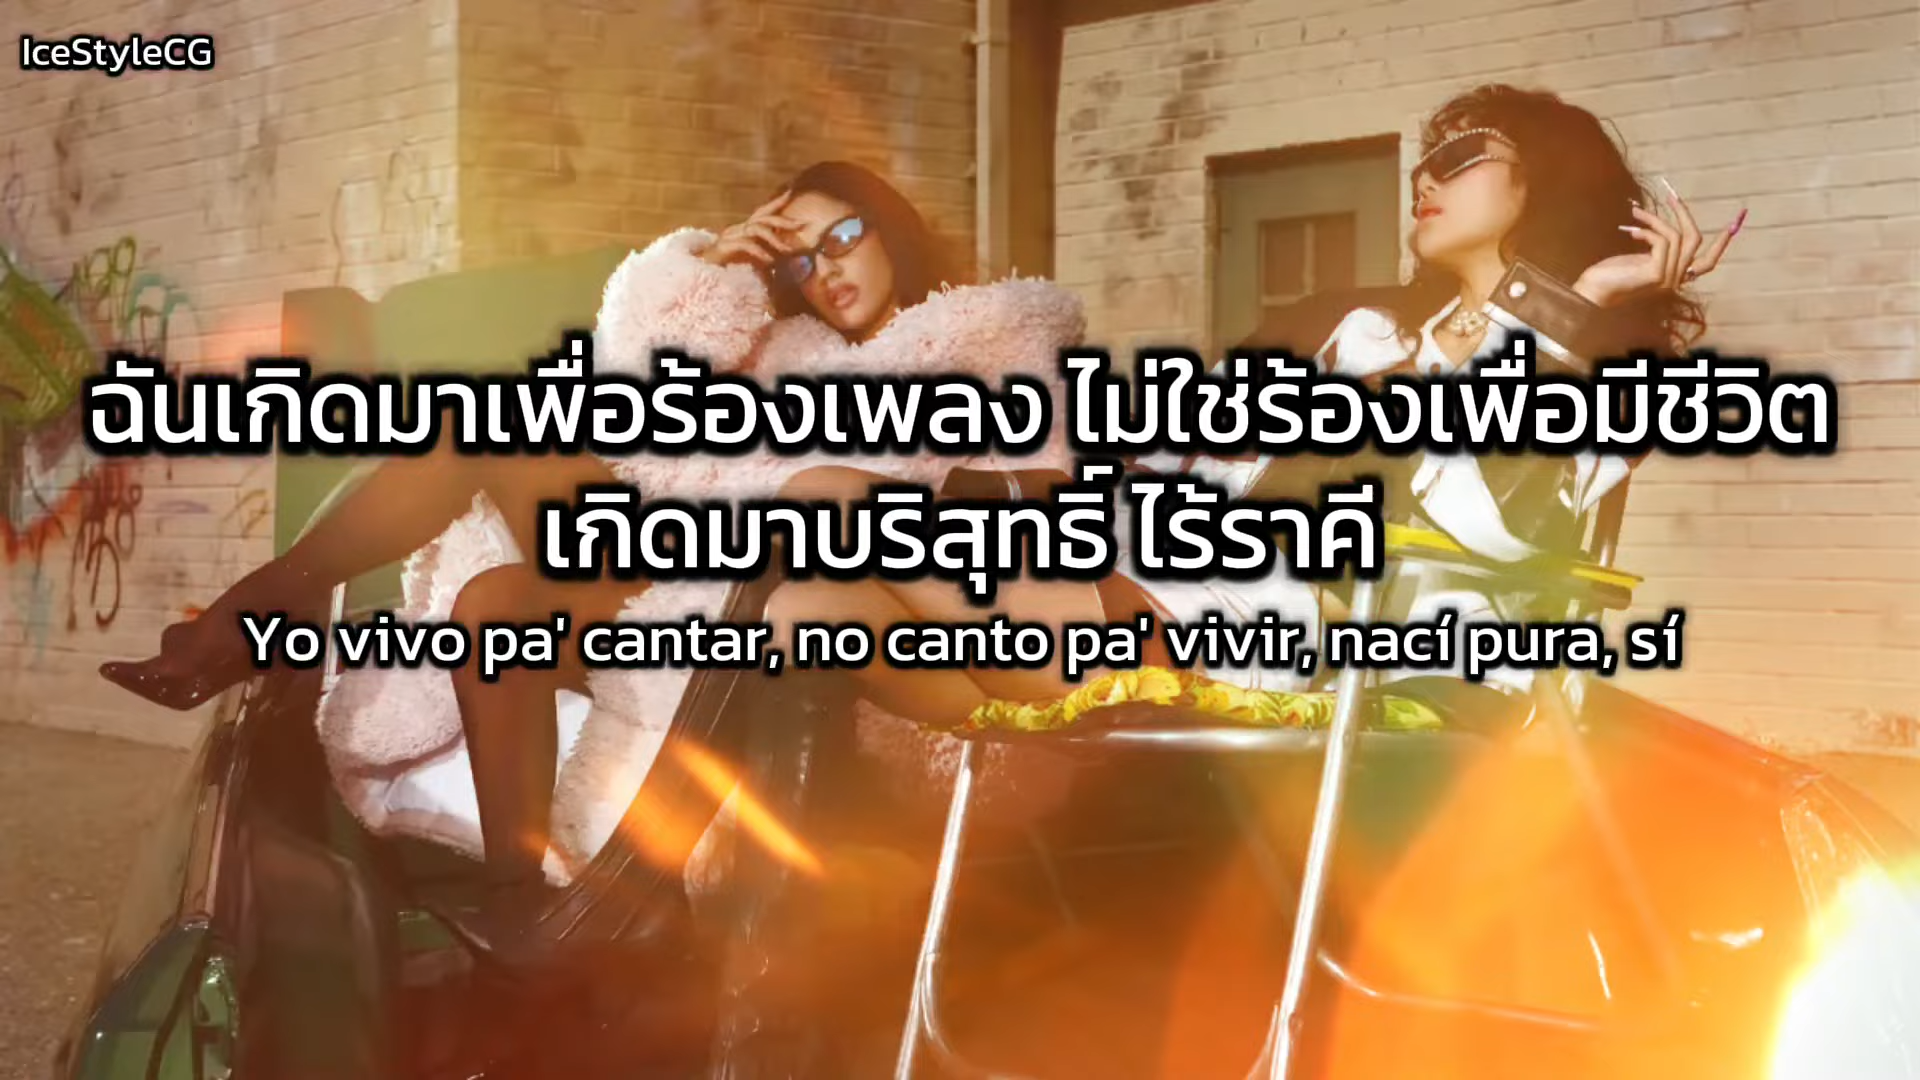 IceStyleCG
ฉันเกิดมาเพื่อร้องเพลง ไม่ใช่ร้องเพื่อมีชีวิต
เกิดมาบริสุทธิ์ ไร้ราคี
Yo vivo pa' cantar, no canto pa' vivir, nací pura, sí